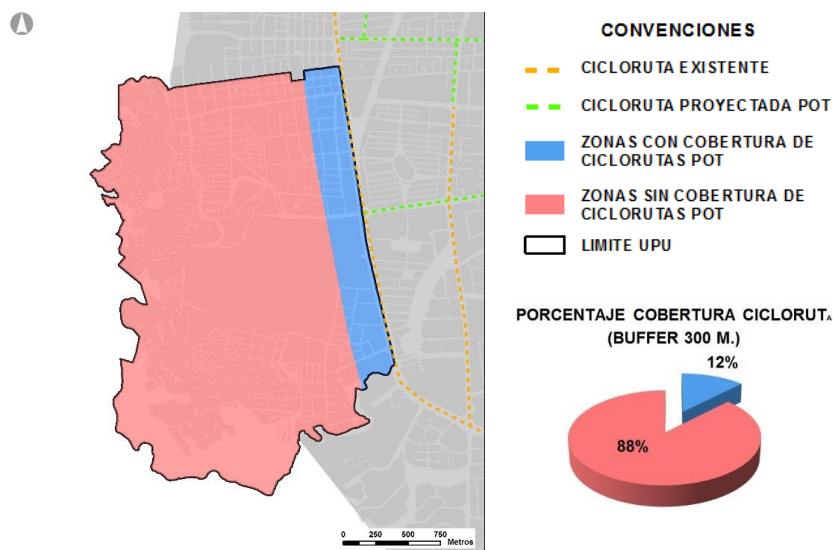 CONVENCIONES
CICLORUTA EXISTENTE
CICLORUTA PROYECTADA POT
ZONAS CON COBERTURA DE
CICLORUTAS POT
ZONAS SIN COBERTURA DE
CICLORUTAS POT
LIMITE UPU
PORCENTAJE COBERTURA CICLORUTA
(BUFFER 300 M.)
12%
88%
0 250 500 750
Metros